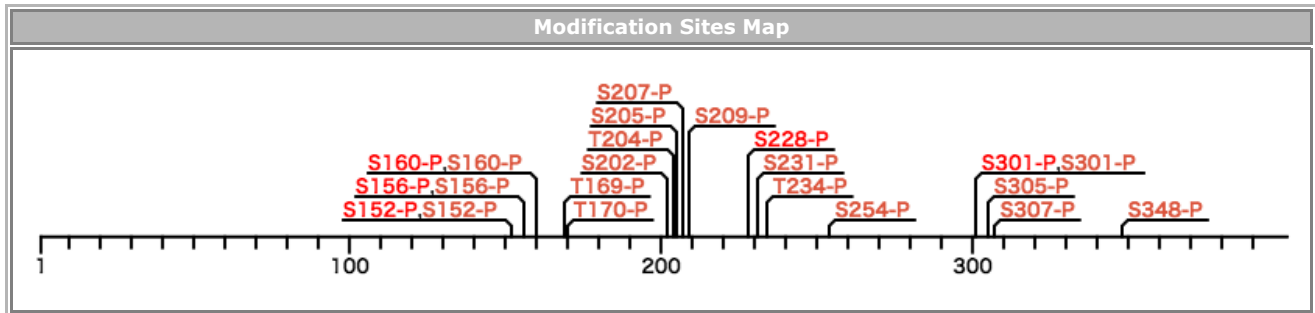 Modification Sites Map
S207-P
S205-P S209-P
T204-P S228-P
S160-P,S160-P S202-P S231-P S301-P,S301-P
S156-P,S156-P T169-P T234-P S305-P
S152-P,S152-P T170-P S254-P S307-P S348-P
1 100 200 300